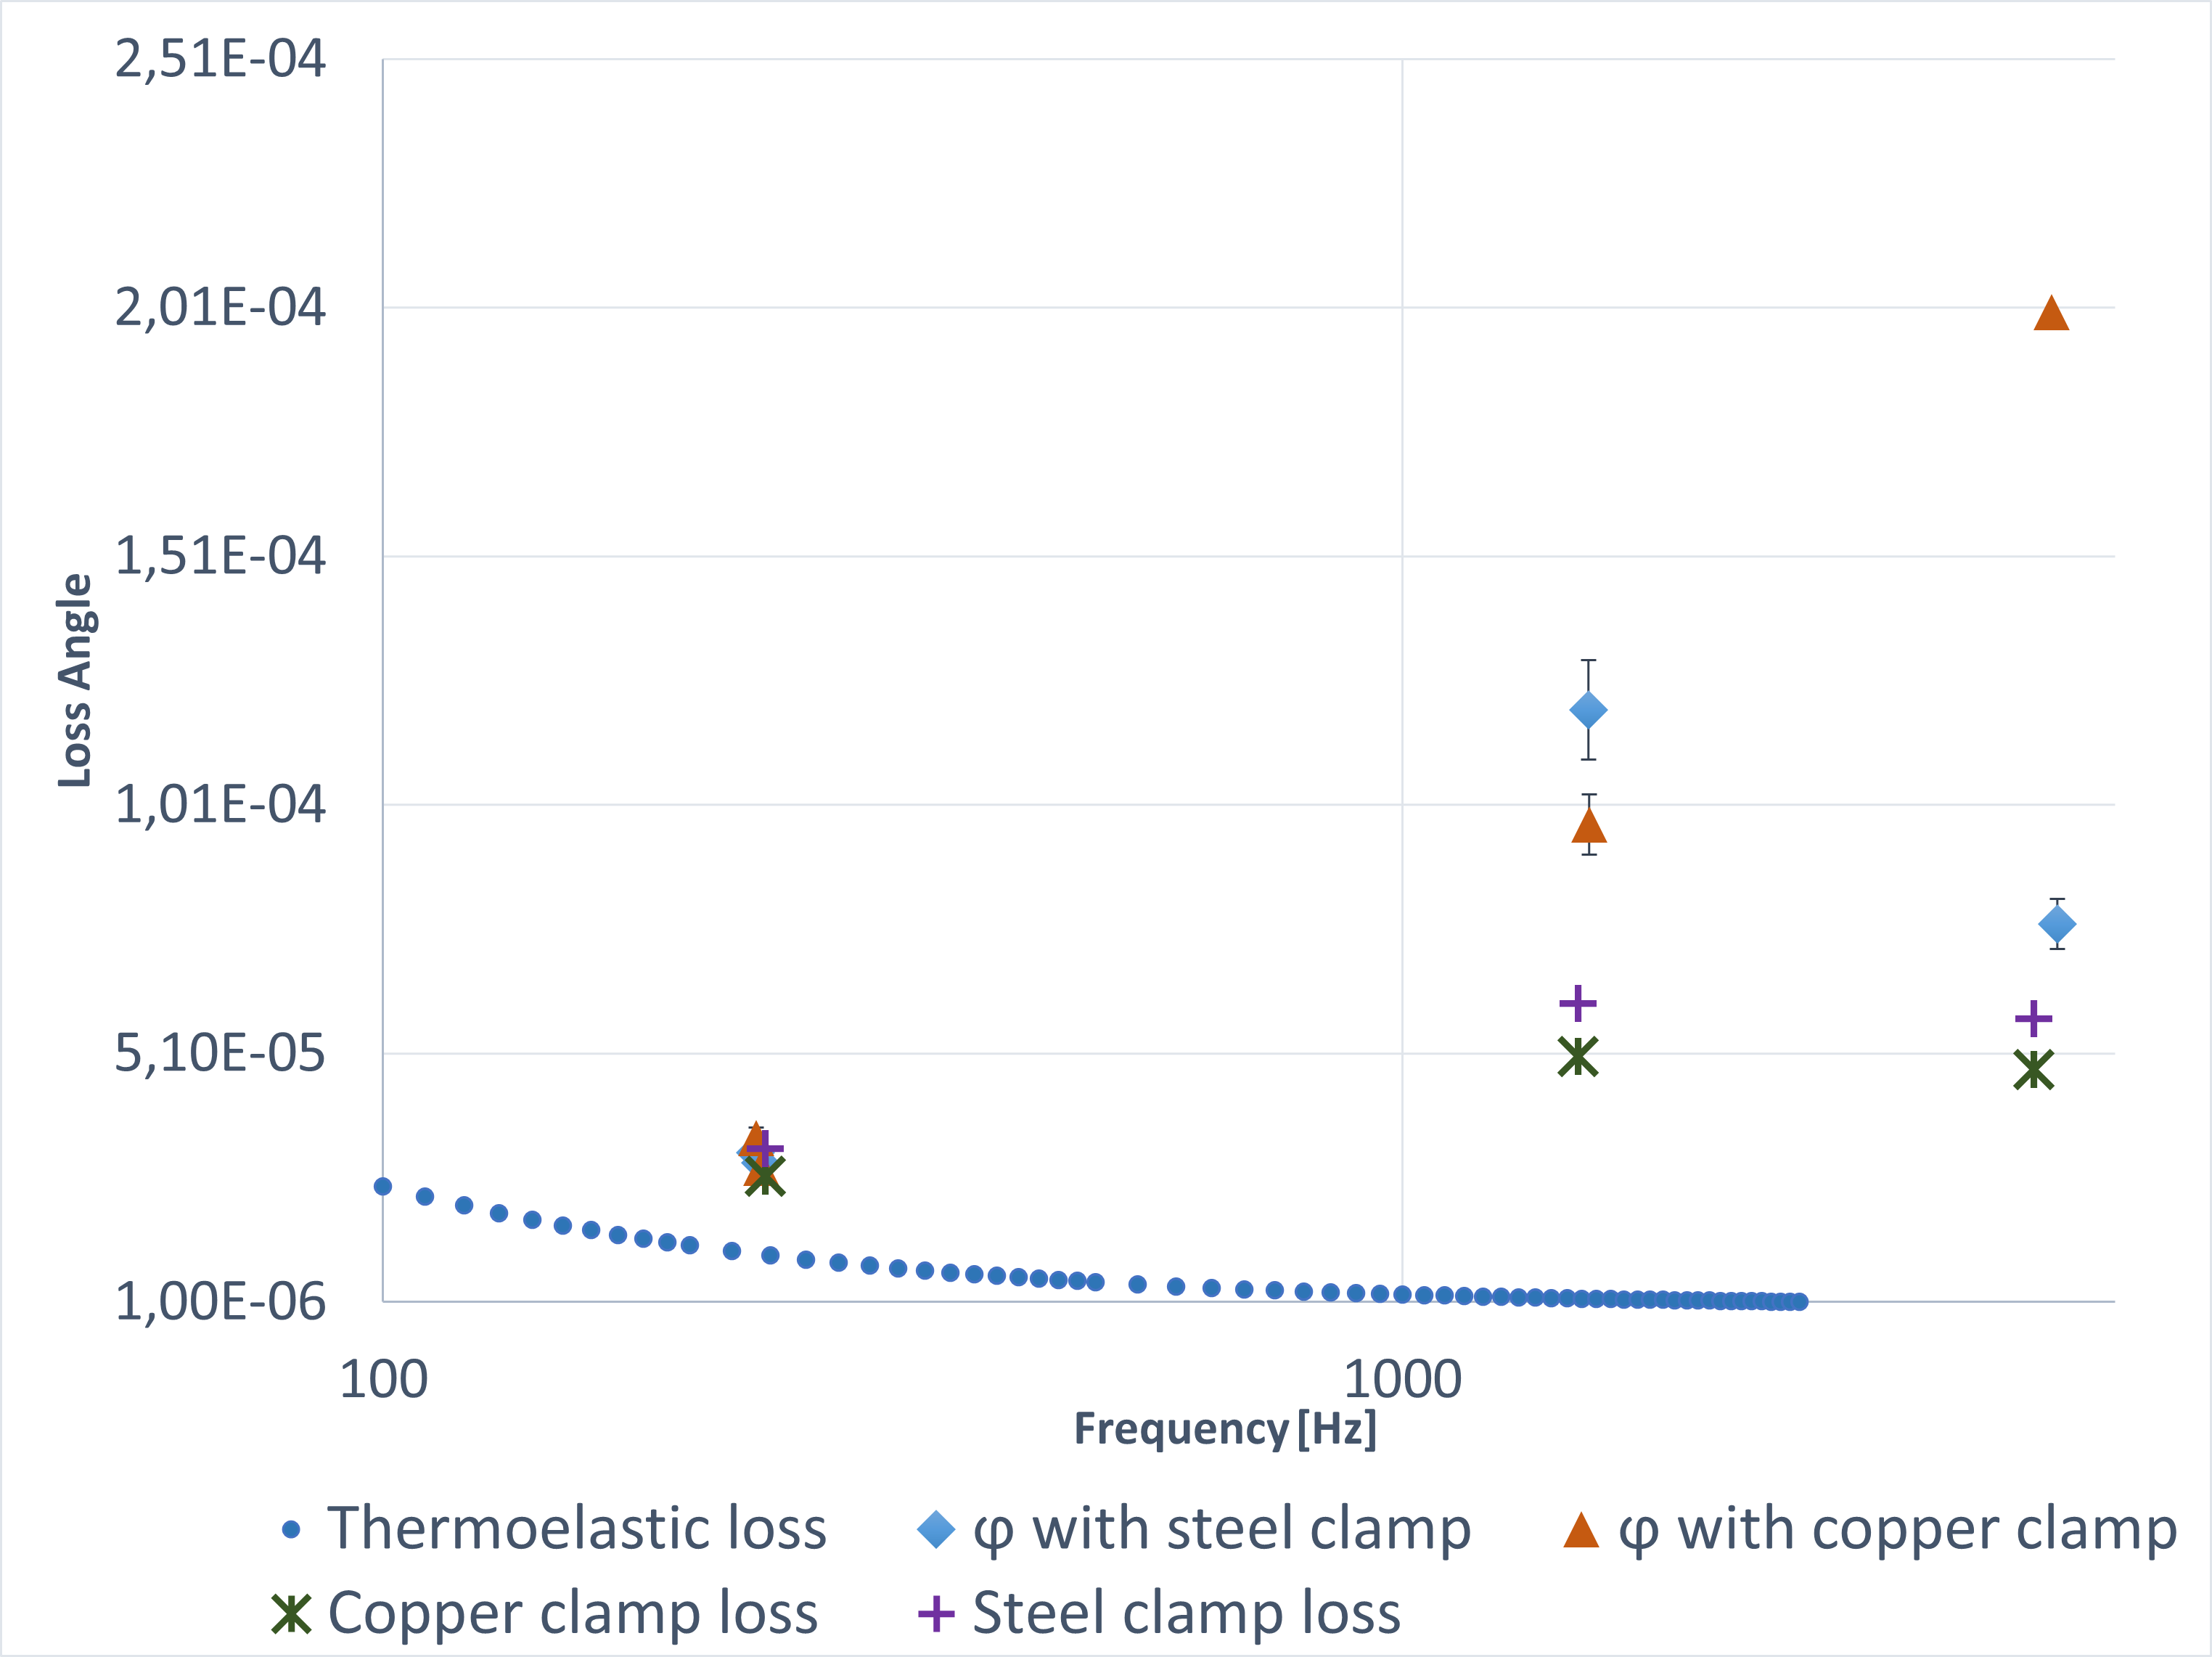 2,51E-04
2,01E-04
1,51E-04
1,01E-04
5,10E-05
1,00E-06
Loss Angle
100 1000
Frequency [Hz]
Thermoelastic loss φ with steel clamp φ with copper clamp
Copper clamp loss Steel clamp loss